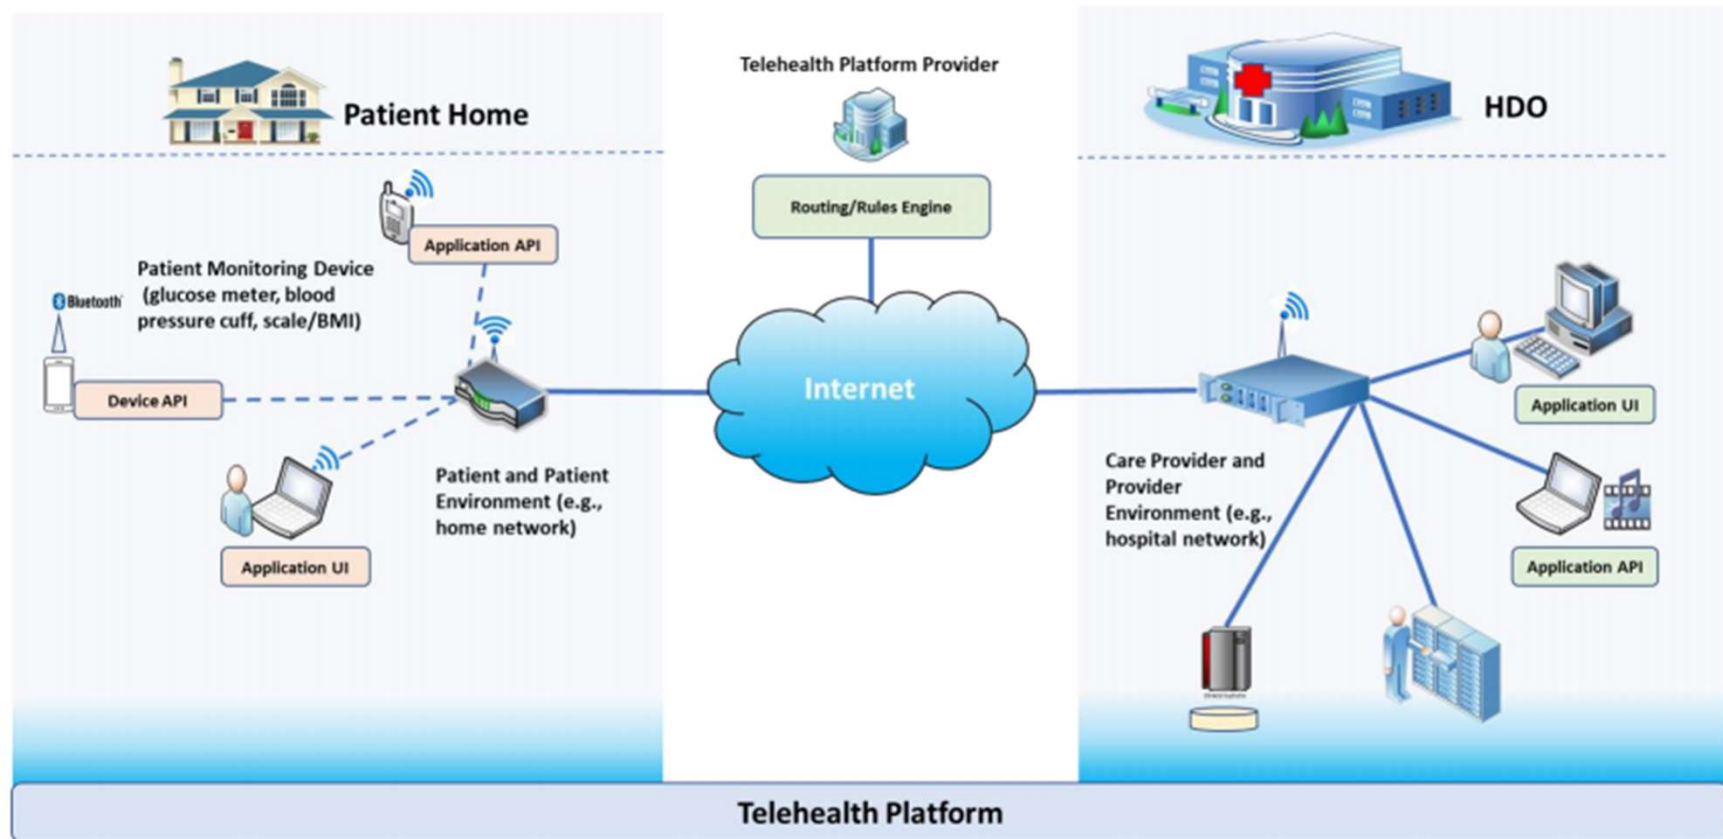 Patient Home
Telehealth Platform Provider
HDO
Routing/Rules Engine
Application API
Patient Monitoring Device
(glucose meter, blood
pressure cuff, scale/BMI)
Bluetooth
Device API
Patient and Patient
Environment (e.g.,
home network)
Application UI
Internet
Care Provider and
Provider
Environment (e.g.,
hospital network)
Application UI
Application API
Telehealth Platform